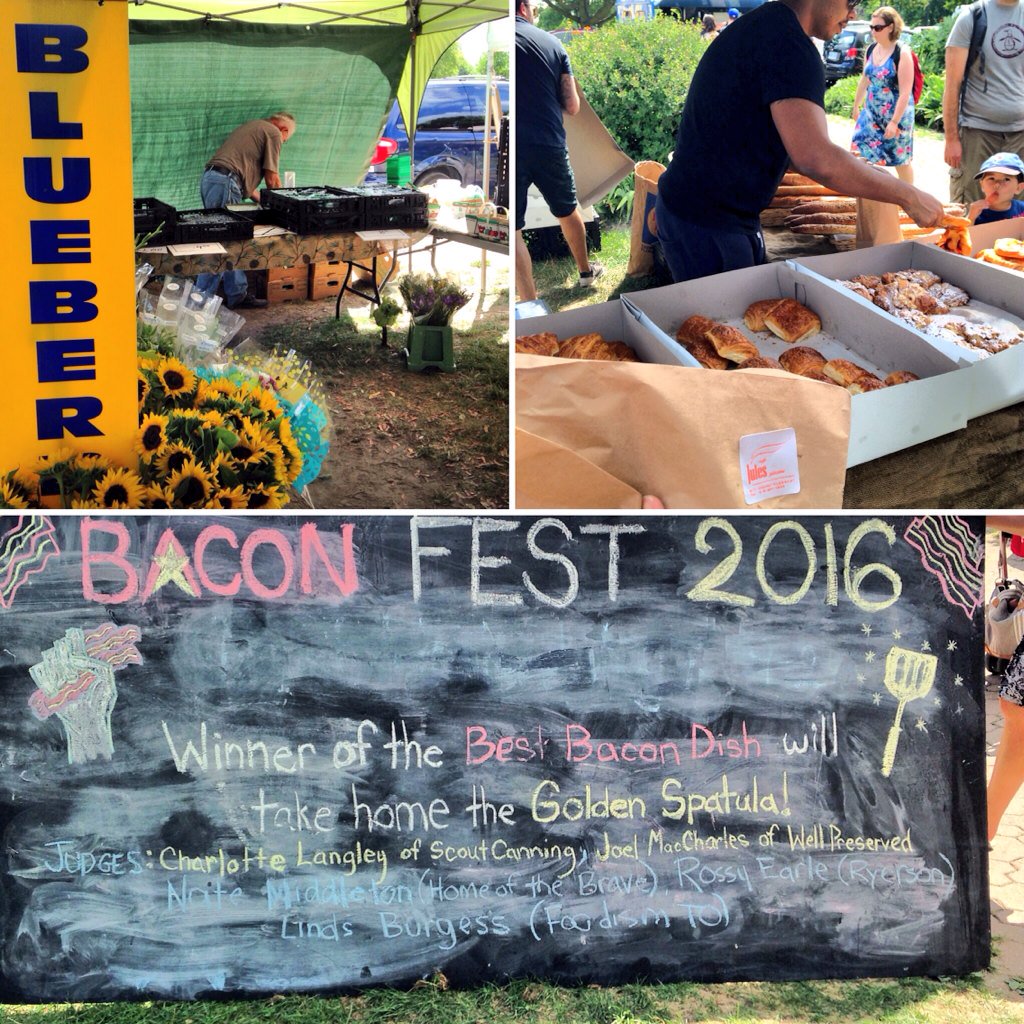 BLUEBER
Jules
BACON FEST 2016
Winner of the Best Bacon Dish will
take home the Golden Spatula!
JUDGES: Charlotte Langley of Scout Canning, Joel MacCharles of Well Preserved
Nate Middleton (Home of the Brave), Rossy Earle (Ryerson)
Linds Burgess (Foodism TO)